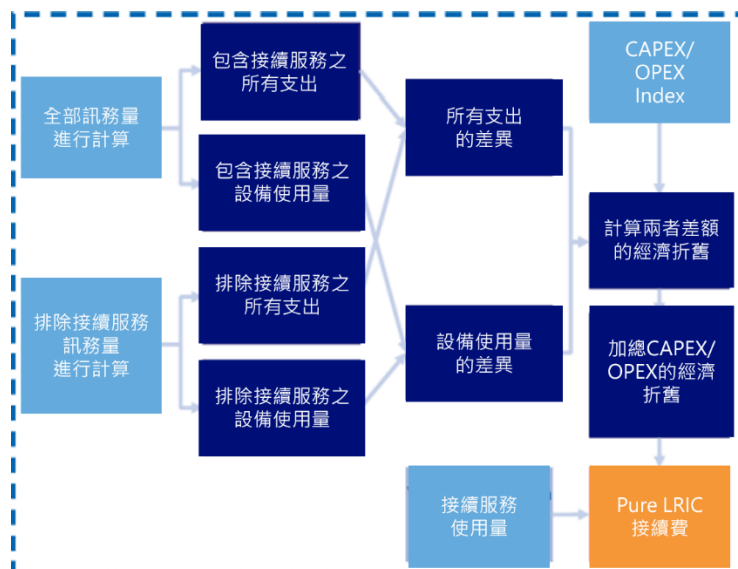 全部訊務量
進行計算
包含接續服務之
所有支出
包含接續服務之
設備使用量
所有支出
的差異
CAPEX/
OPEX
Index
排除接續服務
訊務量
進行計算
排除接續服務之
所有支出
排除接續服務之
設備使用量
設備使用量
的差異
計算兩者差額
的經濟折舊
加總CAPEX/
OPEX的經濟
折舊
接續服務
使用量
Pure LRIC
接續費